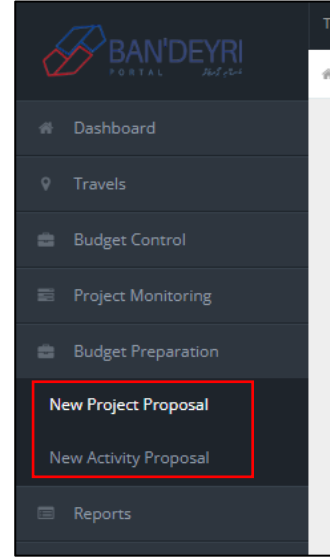 BAN'DEYRI
PORTAL
Dashboard
Travels
Budget Control
Project Monitoring
Budget Preparation
New Project Proposal
New Activity Proposal
Reports